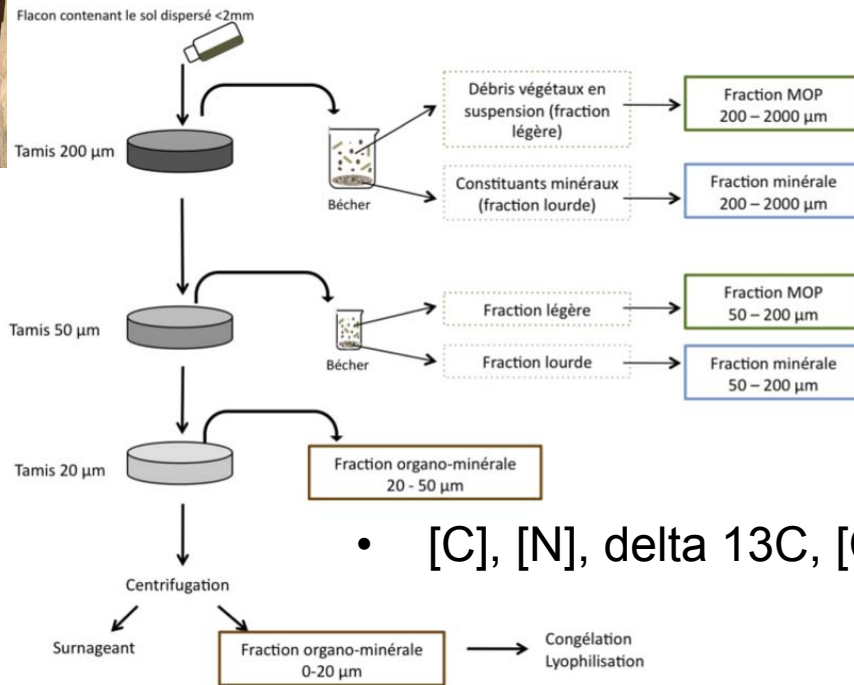 Flacon contenant le sol dispersé <2mm
Tamis 200 µm
Bécher
Débris végétaux en
suspension (fraction
légère)
Fraction MOP
200 – 2000 µm
Constituants minéraux
(fraction lourde)
Fraction minérale
200 – 2000 µm
Tamis 50 µm
Bécher
Fraction légère
Fraction MOP
50 – 200 µm
Fraction lourde
Fraction minérale
50 – 200 µm
Tamis 20 µm
Fraction organo-minérale
20 - 50 µm
• [C], [N], delta 13C, [
Centrifugation
Surnageant
Fraction organo-minérale
0-20 µm
Congélation
Lyophilisation